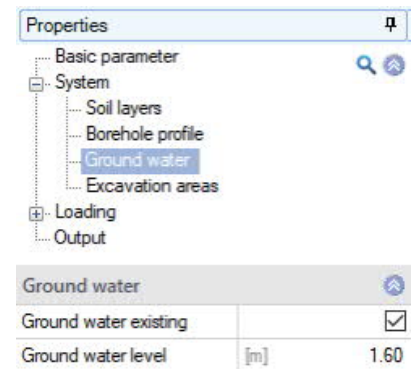 Properties
Basic parameter
System
Soil layers
Borehole profile
Ground water
Excavation areas
Loading
Output
Ground water
Ground water existing
Ground water level [m] 1.60